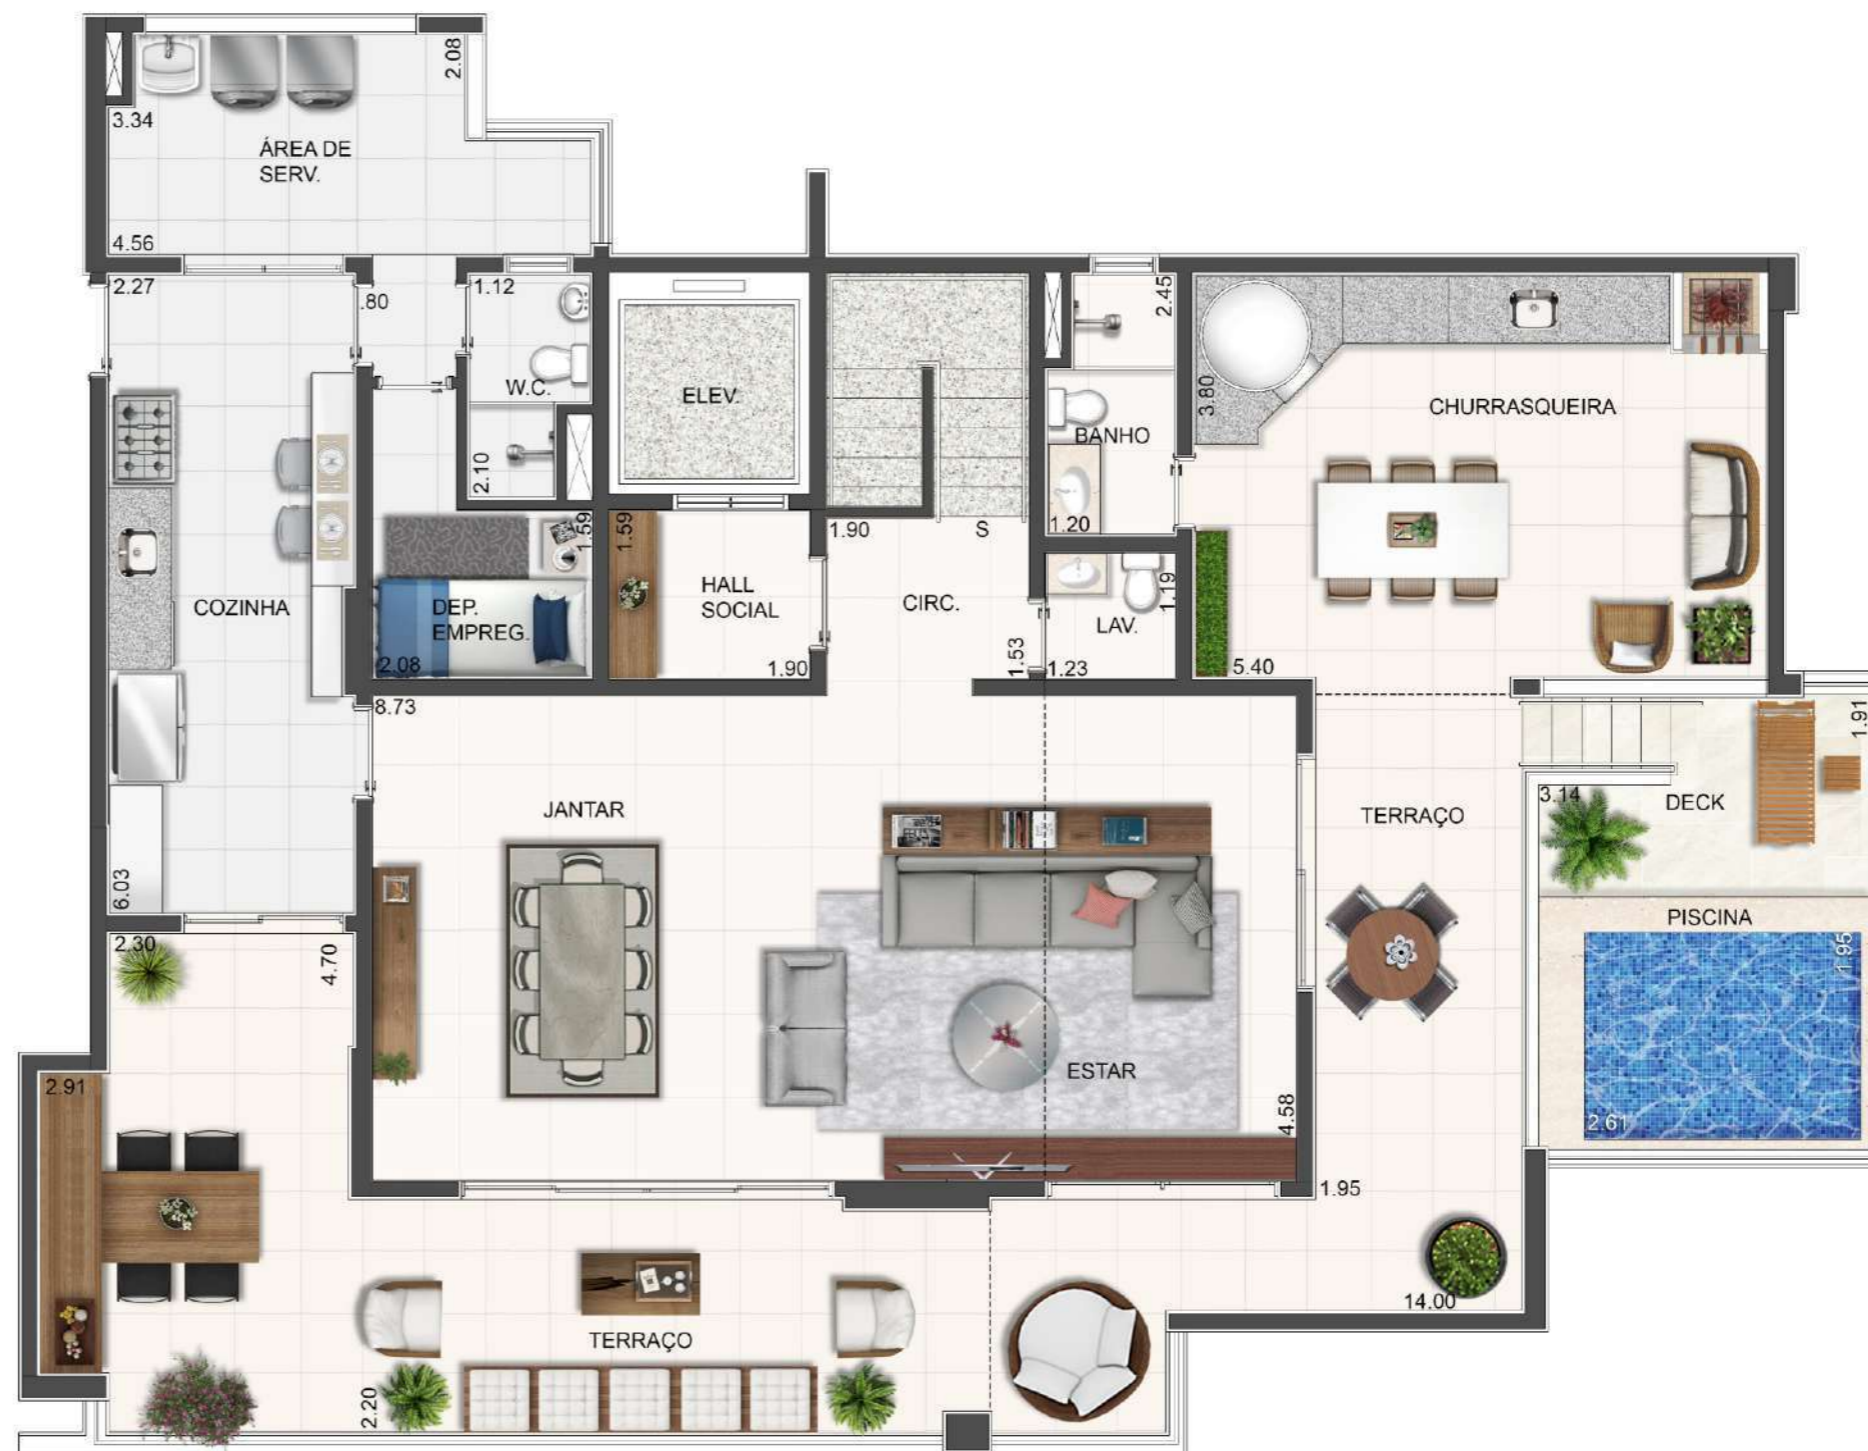 2.08
3.34
ÁREA DE
SERV.
4.56
2.27
.80
1.12
W.C.
2.10
ELEV.
2.45
BANHO
1.20
3.80
CHURRASQUEIRA
COZINHA
1.59
DEP.
EMPREG.
2.08
1.59
HALL
SOCIAL
1.90
1.90
S
CIRC.
1.53
1.19
LAV.
1.23
5.40
8.73
JANTAR
TERRAÇO
3.14
DECK
1.91
6.03
2.30
4.70
PISCINA
1.95
2.61
ESTAR
4.58
2.91
1.95
14.00
TERRAÇO
2.20